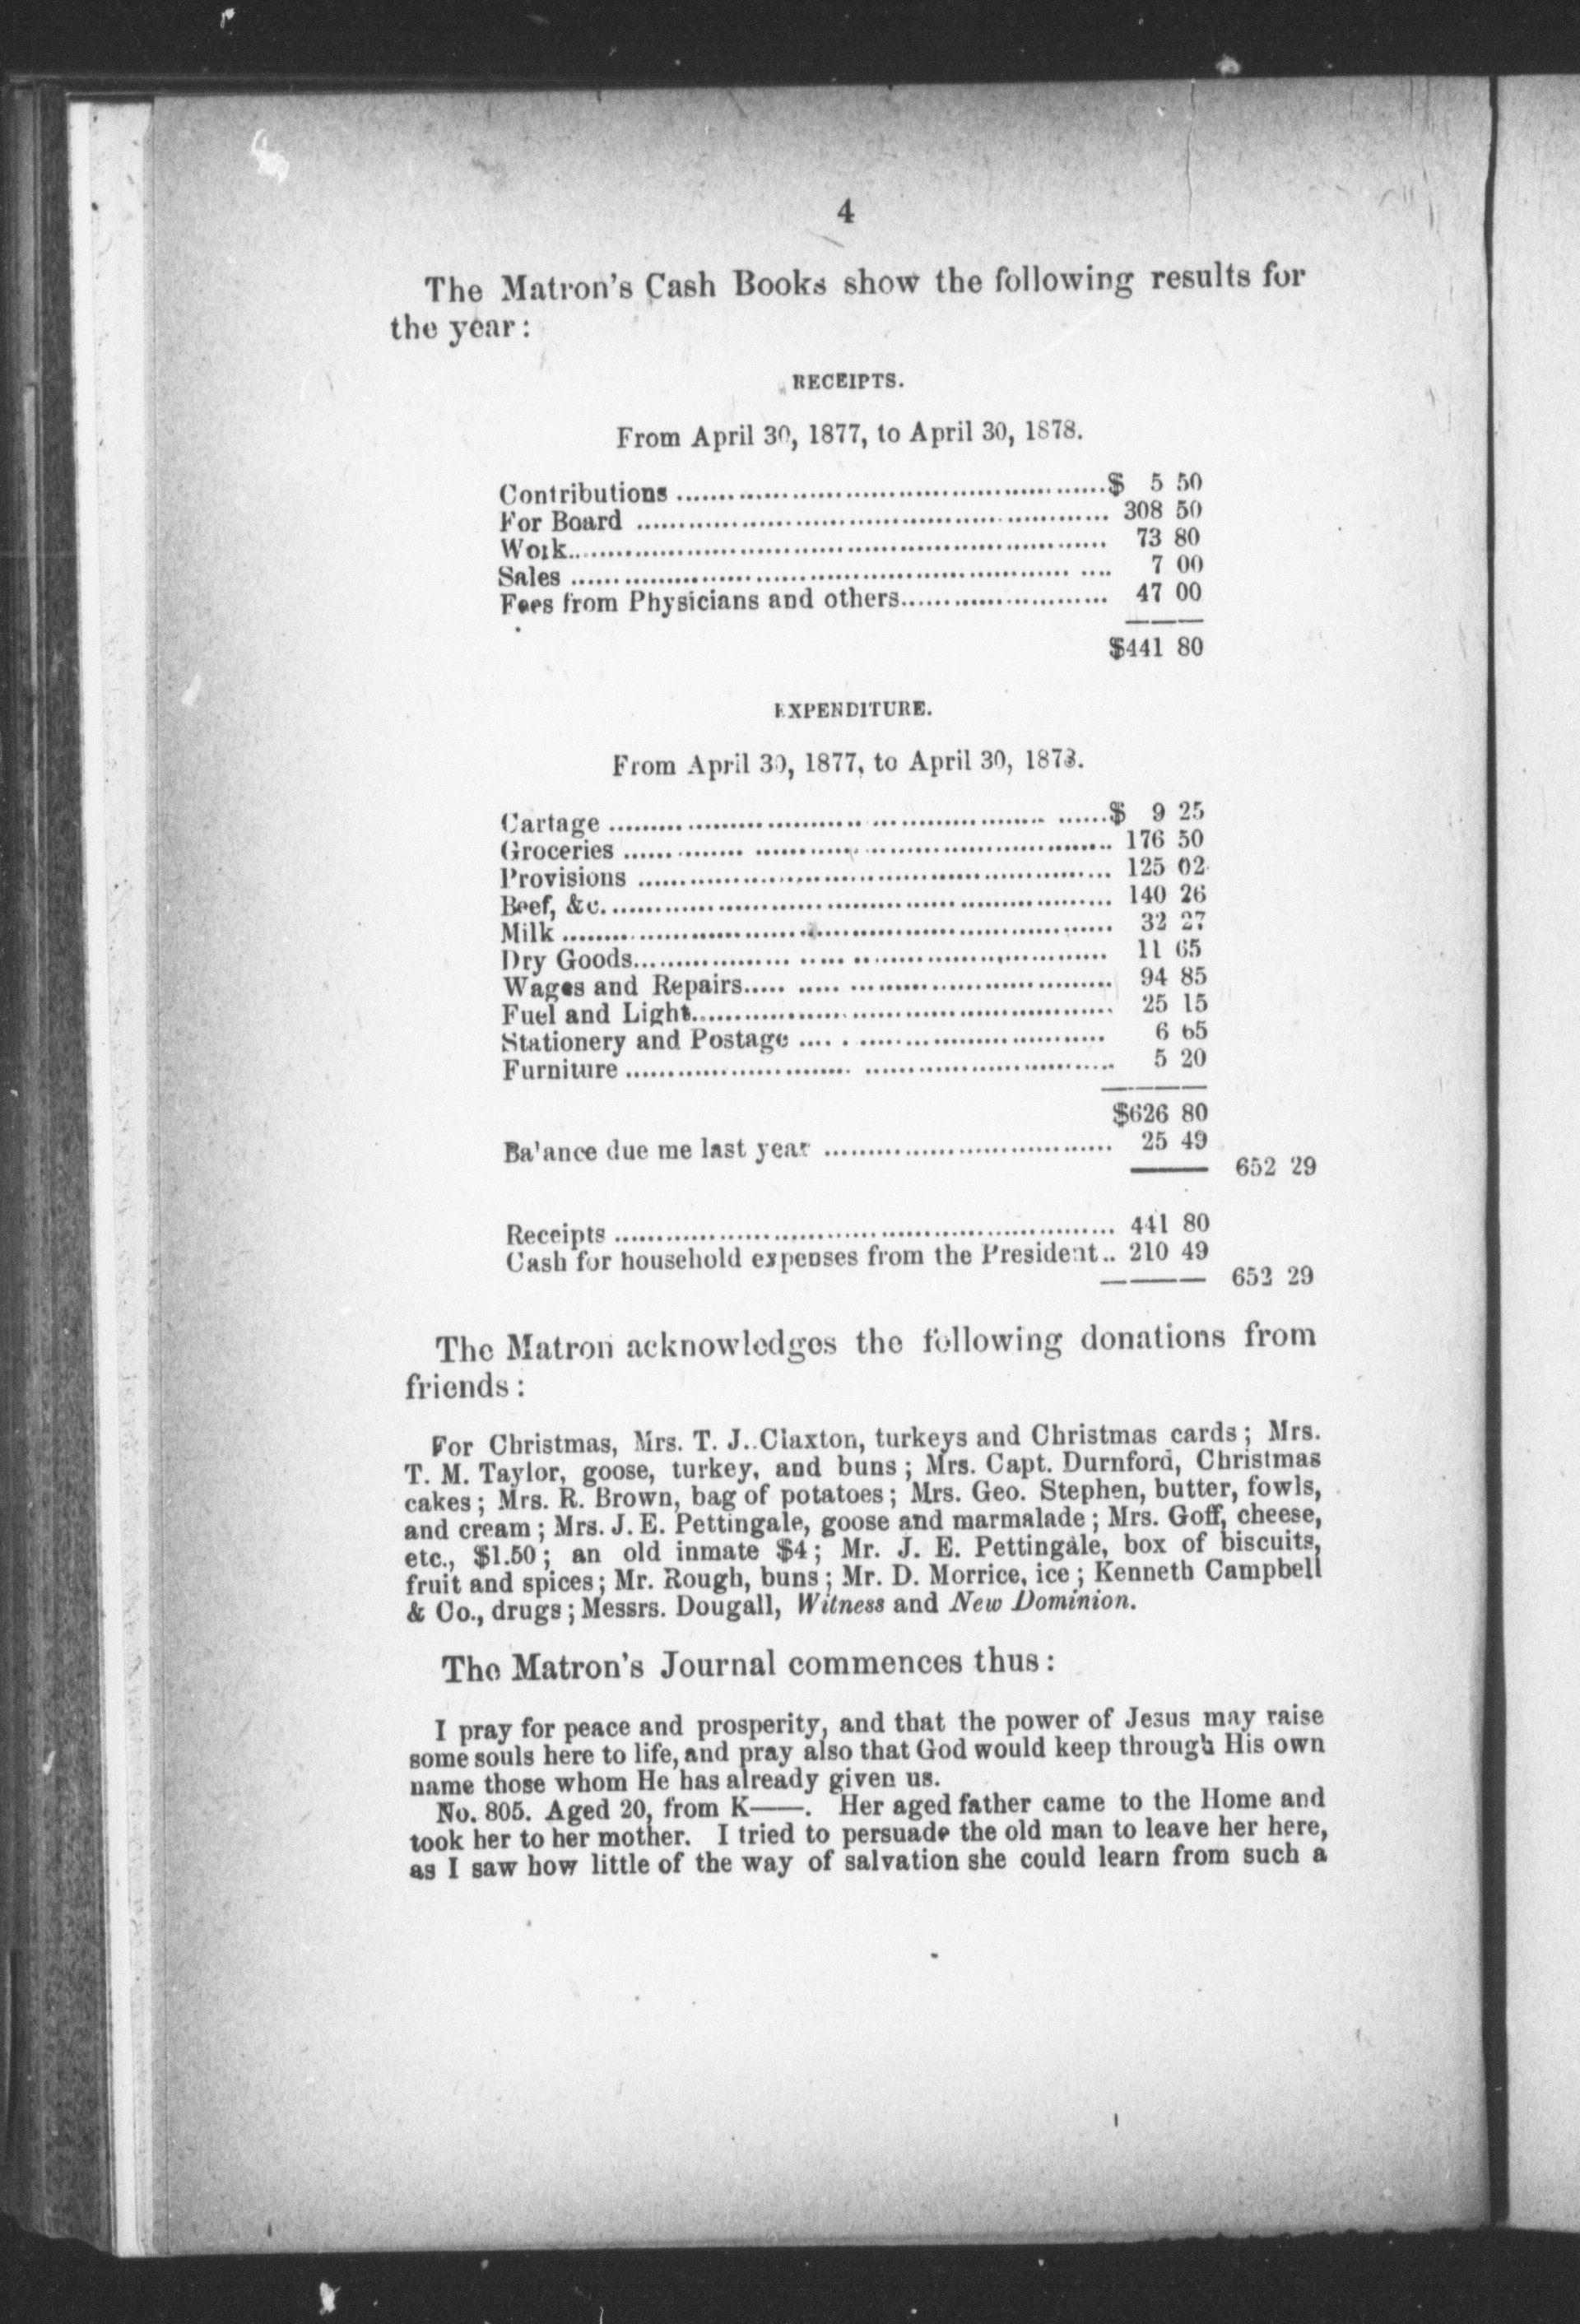 4
The Matron's Cash Books show the following results for
the year:
RECEIPTS.
From April 30, 1877, to April 30, 1878.
Contributions ........................................................$ 5 50
For Board ........................................................ 308 50
Work........................................................ 73 80
Sales ........................................................ 7 00
Fees from Physicians and others........................ 47 00
$441 80
EXPENDITURE.
From April 30, 1877, to April 30, 1878.
Cartage ........................................................$ 9 25
Groceries ........................................................ 176 50
Provisions ........................................................ 125 02
Beef, &c......................................................... 140 26
Milk ........................................................ 32 27
Dry Goods........................................................ 11 65
Wages and Repairs............................................ 94 85
Fuel and Light.................................................. 25 15
Stationery and Postage .................................... 6 65
Furniture ........................................................ 5 20
$626 80
Balance due me last year .................................. 25 49
652 29
Receipts ........................................................ 441 80
Cash for household expenses from the President.. 210 49
652 29
The Matron acknowledges the following donations from
friends:
For Christmas, Mrs. T. J. Claxton, turkeys and Christmas cards; Mrs.
T. M. Taylor, goose, turkey, and buns; Mrs. Capt. Durnford, Christmas
cakes; Mrs. R. Brown, bag of potatoes; Mrs. Geo. Stephen, butter, fowls,
and cream; Mrs. J. E. Pettingale, goose and marmalade; Mrs. Goff, cheese,
etc., $1.50; an old inmate $4; Mr. J. E. Pettingale, box of biscuits,
fruit and spices; Mr. Rough, buns; Mr. D. Morrice, ice; Kenneth Campbell
& Co., drugs; Messrs. Dougall, Witness and New Dominion.
The Matron's Journal commences thus:
I pray for peace and prosperity, and that the power of Jesus may raise
some souls here to life, and pray also that God would keep through His own
name those whom He has already given us.
No. 805. Aged 20, from K——. Her aged father came to the Home and
took her to her mother. I tried to persuade the old man to leave her here,
as I saw how little of the way of salvation she could learn from such a